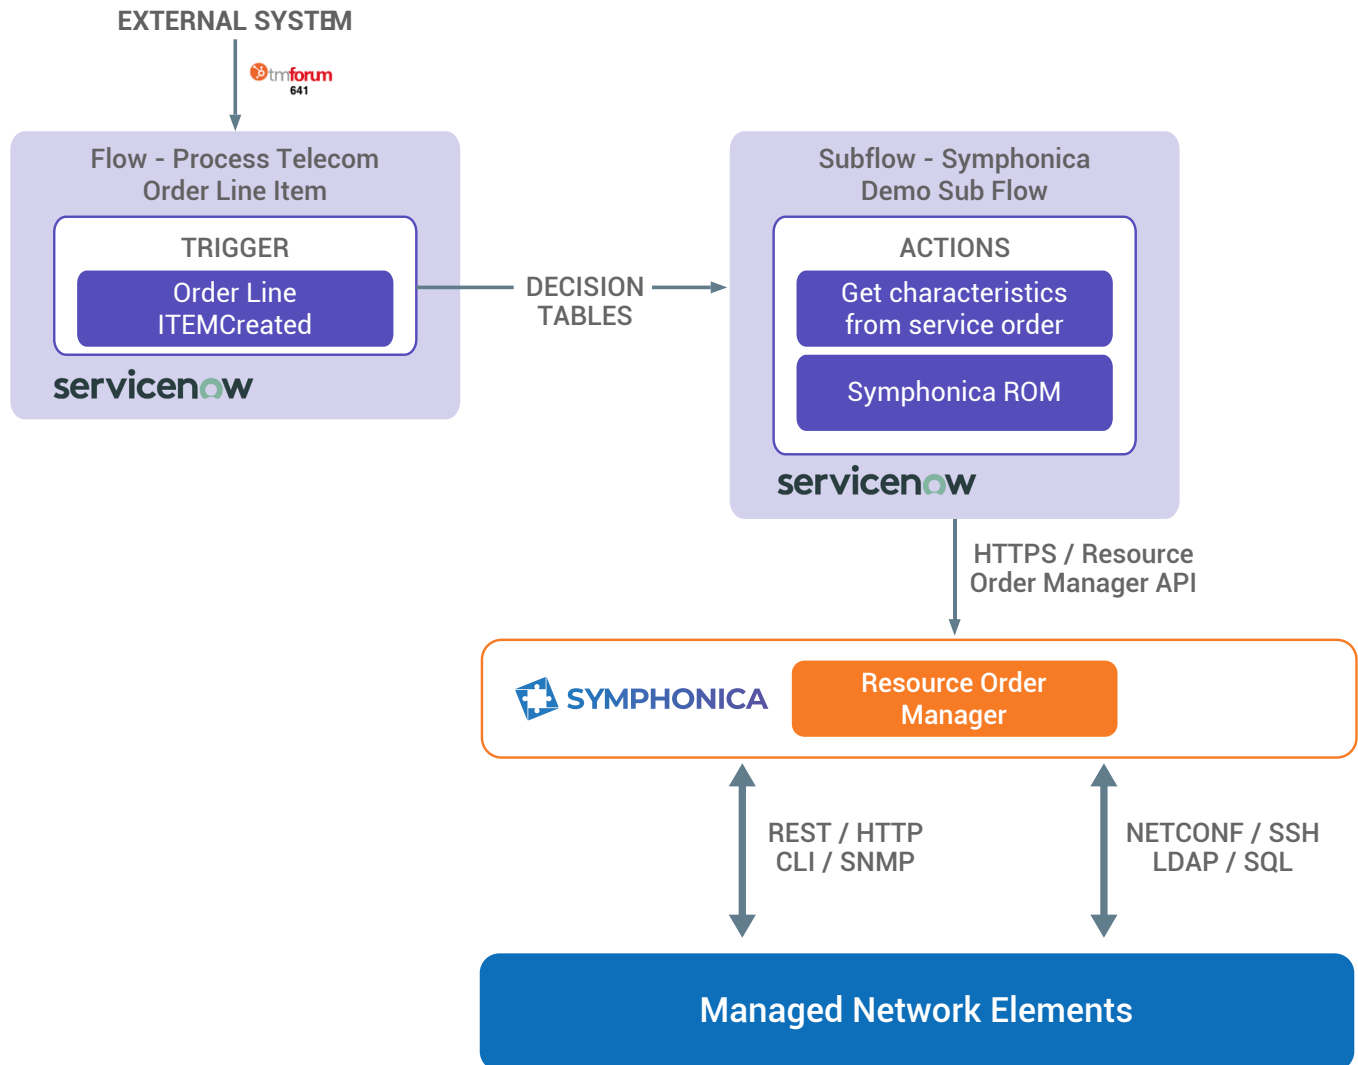 EXTERNAL SYSTEM
tmforum
641
Flow - Process Telecom
Order Line Item
TRIGGER
Order Line
ITEMCreated
servicenow
DECISION
TABLES
Subflow - Symphonica
Demo Sub Flow
ACTIONS
Get characteristics
from service order
Symphonica ROM
servicenow
HTTPS / Resource
Order Manager API
SYMPHONICA
Resource Order
Manager
REST / HTTP
CLI / SNMP
NETCONF / SSH
LDAP / SQL
Managed Network Elements